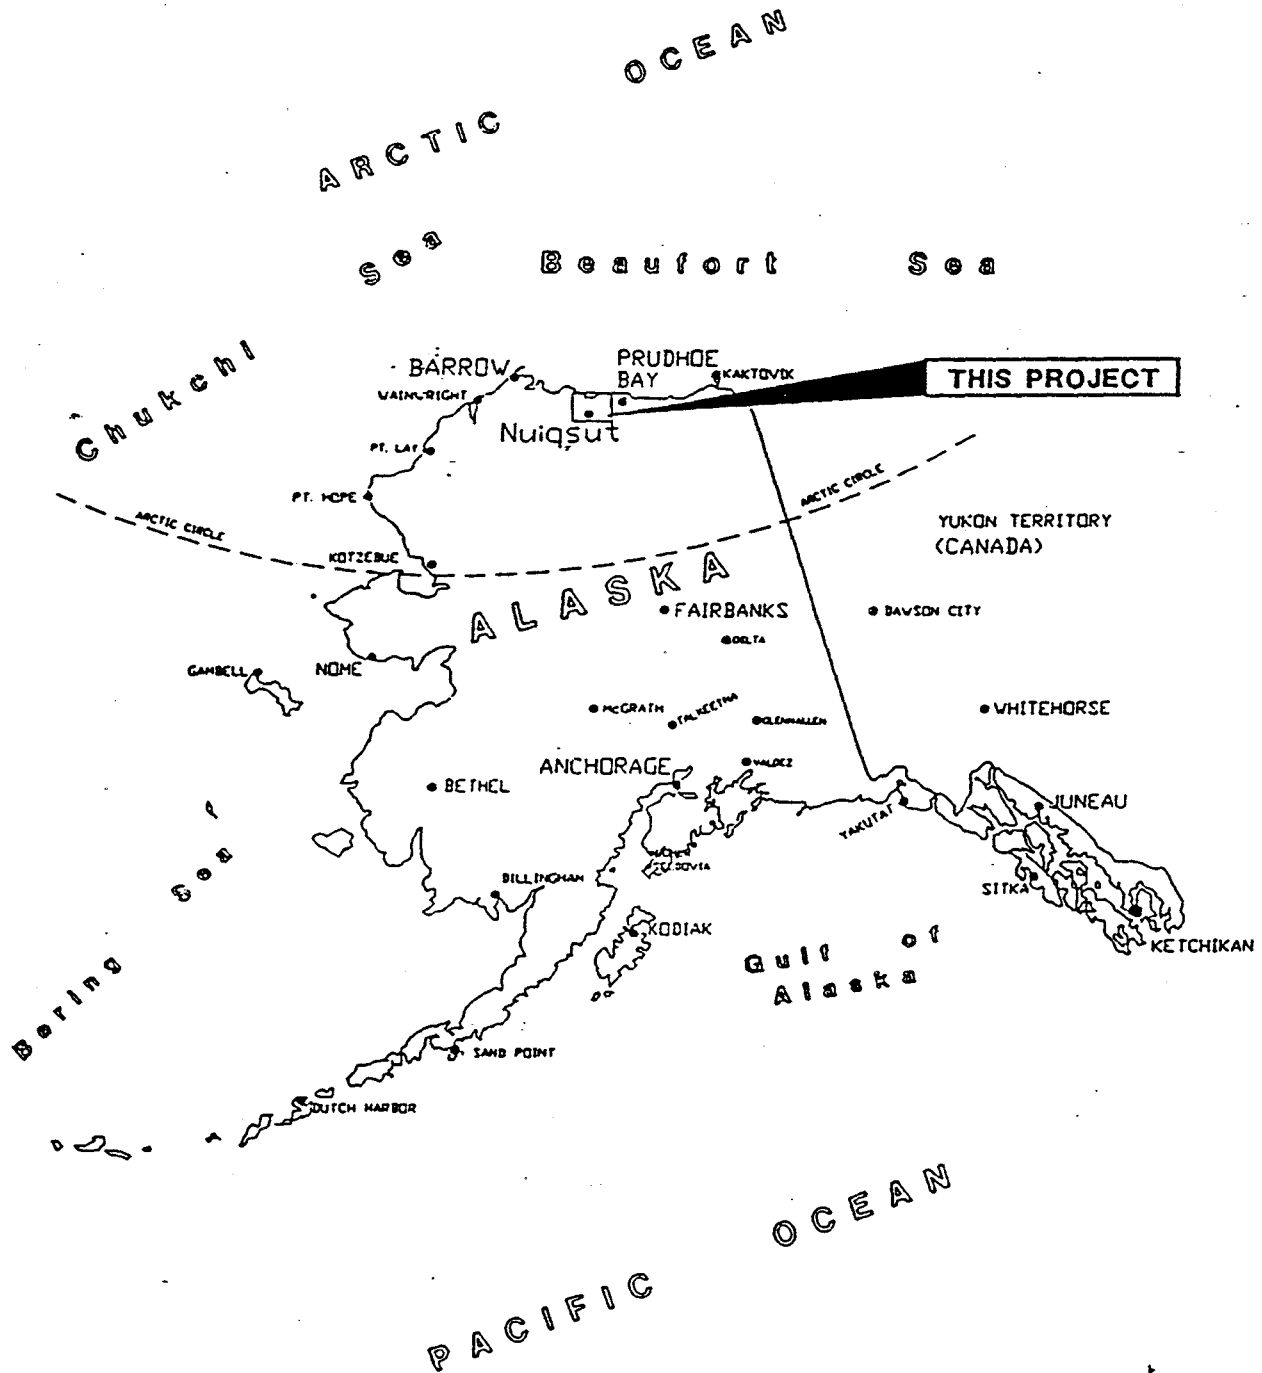 ARCTIC OCEAN
Chukchi Sea
Beaufort Sea
BARROW
PRUDHOE
BAY
KAKTOVIK
THIS PROJECT
WAINWRIGHT
Nuiqsut
PT. LAY
PT. HOPE
ARCTIC CIRCLE
ARCTIC CIRCLE
YUKON TERRITORY
(CANADA)
KOTZEBUE
ALASKA
FAIRBANKS
DAWSON CITY
DELTA
GAMBELL
NOME
McGRATH
TALKEETNA
GLENNALLEN
WHITEHORSE
ANCHORAGE
VALDEZ
BETHEL
YAKUTAT
JUNEAU
Bering Sea
DILLINGHAM
SITKA
KODIAK
KETCHIKAN
Gulf of
Alaska
SAND POINT
DUTCH HARBOR
PACIFIC OCEAN